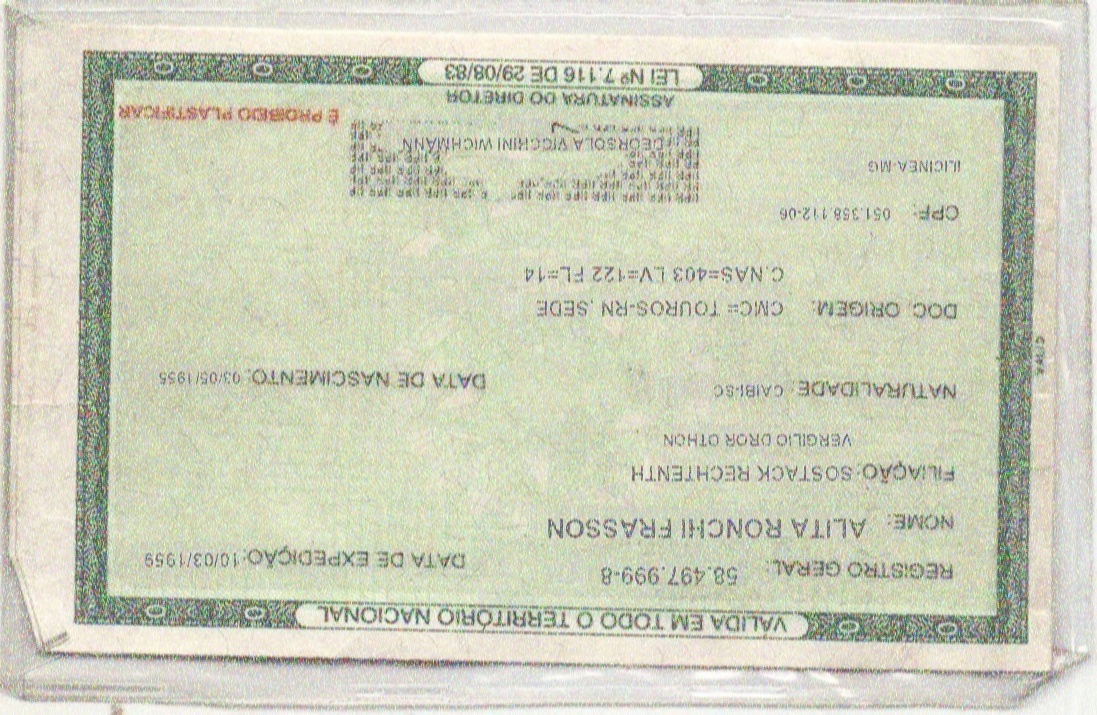 VÁLIDA EM TODO O TERRITÓRIO NACIONAL
REGISTRO GERAL: 58.497.999-8 DATA DE EXPEDIÇÃO: 10/03/1959
NOME: ALITA RONCHI FRASSON
FILIAÇÃO: SOSTACK RECHTENTH
VERGILIO DROR OTHON
NATURALIDADE: CAIBI-SC DATA DE NASCIMENTO: 03/05/1955
DOC. ORIGEM: CMC= TOUROS-RN, SEDE
C.NAS=403 LV=122 FL=14
CPF: 051.358.112-06
ILICINEA-MG
DEORSOLA VICCHINI WICHMANN
É PROIBIDO PLASTIFICAR
ASSINATURA DO DIRETOR
LEI Nº 7.116 DE 29/08/83